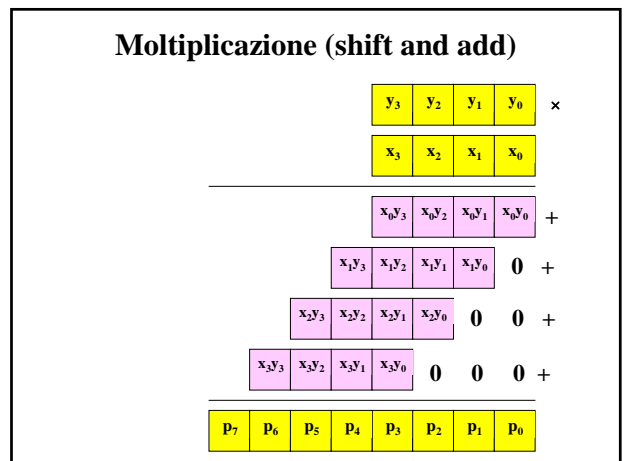 Moltiplicazione (shift and add)
y₃ y₂ y₁ y₀ ×
x₃ x₂ x₁ x₀
x₀y₃ x₀y₂ x₀y₁ x₀y₀ +
x₁y₃ x₁y₂ x₁y₁ x₁y₀ 0 +
x₂y₃ x₂y₂ x₂y₁ x₂y₀ 0 0 +
x₃y₃ x₃y₂ x₃y₁ x₃y₀ 0 0 0 +
p₇ p₆ p₅ p₄ p₃ p₂ p₁ p₀